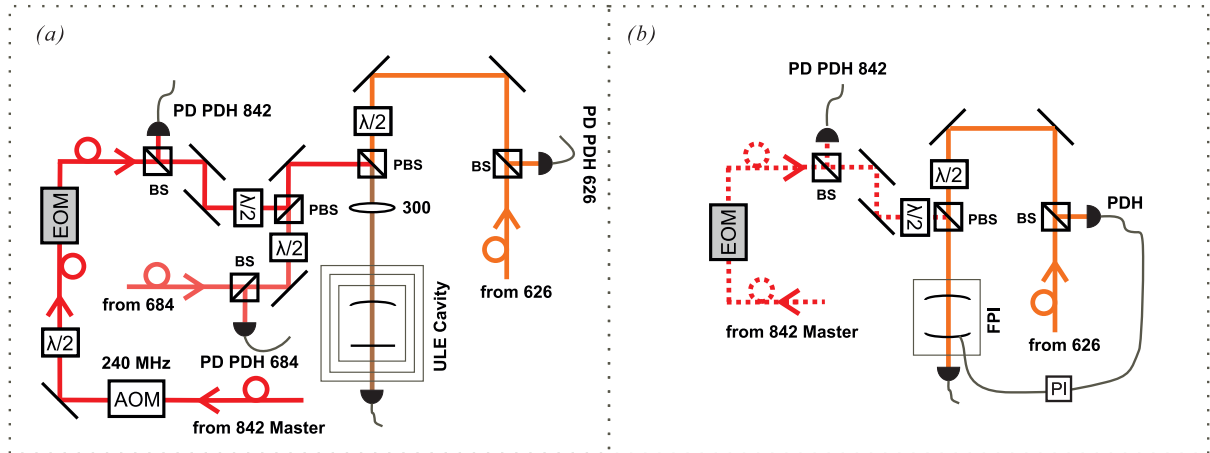 (a)
PD PDH 842
λ/2
PD PDH 626
BS
PBS
BS
EOM
λ/2
PBS
300
λ/2
BS
from 684
from 626
ULE Cavity
λ/2
240 MHz
PD PDH 684
AOM
from 842 Master
(b)
PD PDH 842
λ/2
BS
λ/2
PBS
BS
PDH
EOM
FPI
from 842 Master
from 626
PI